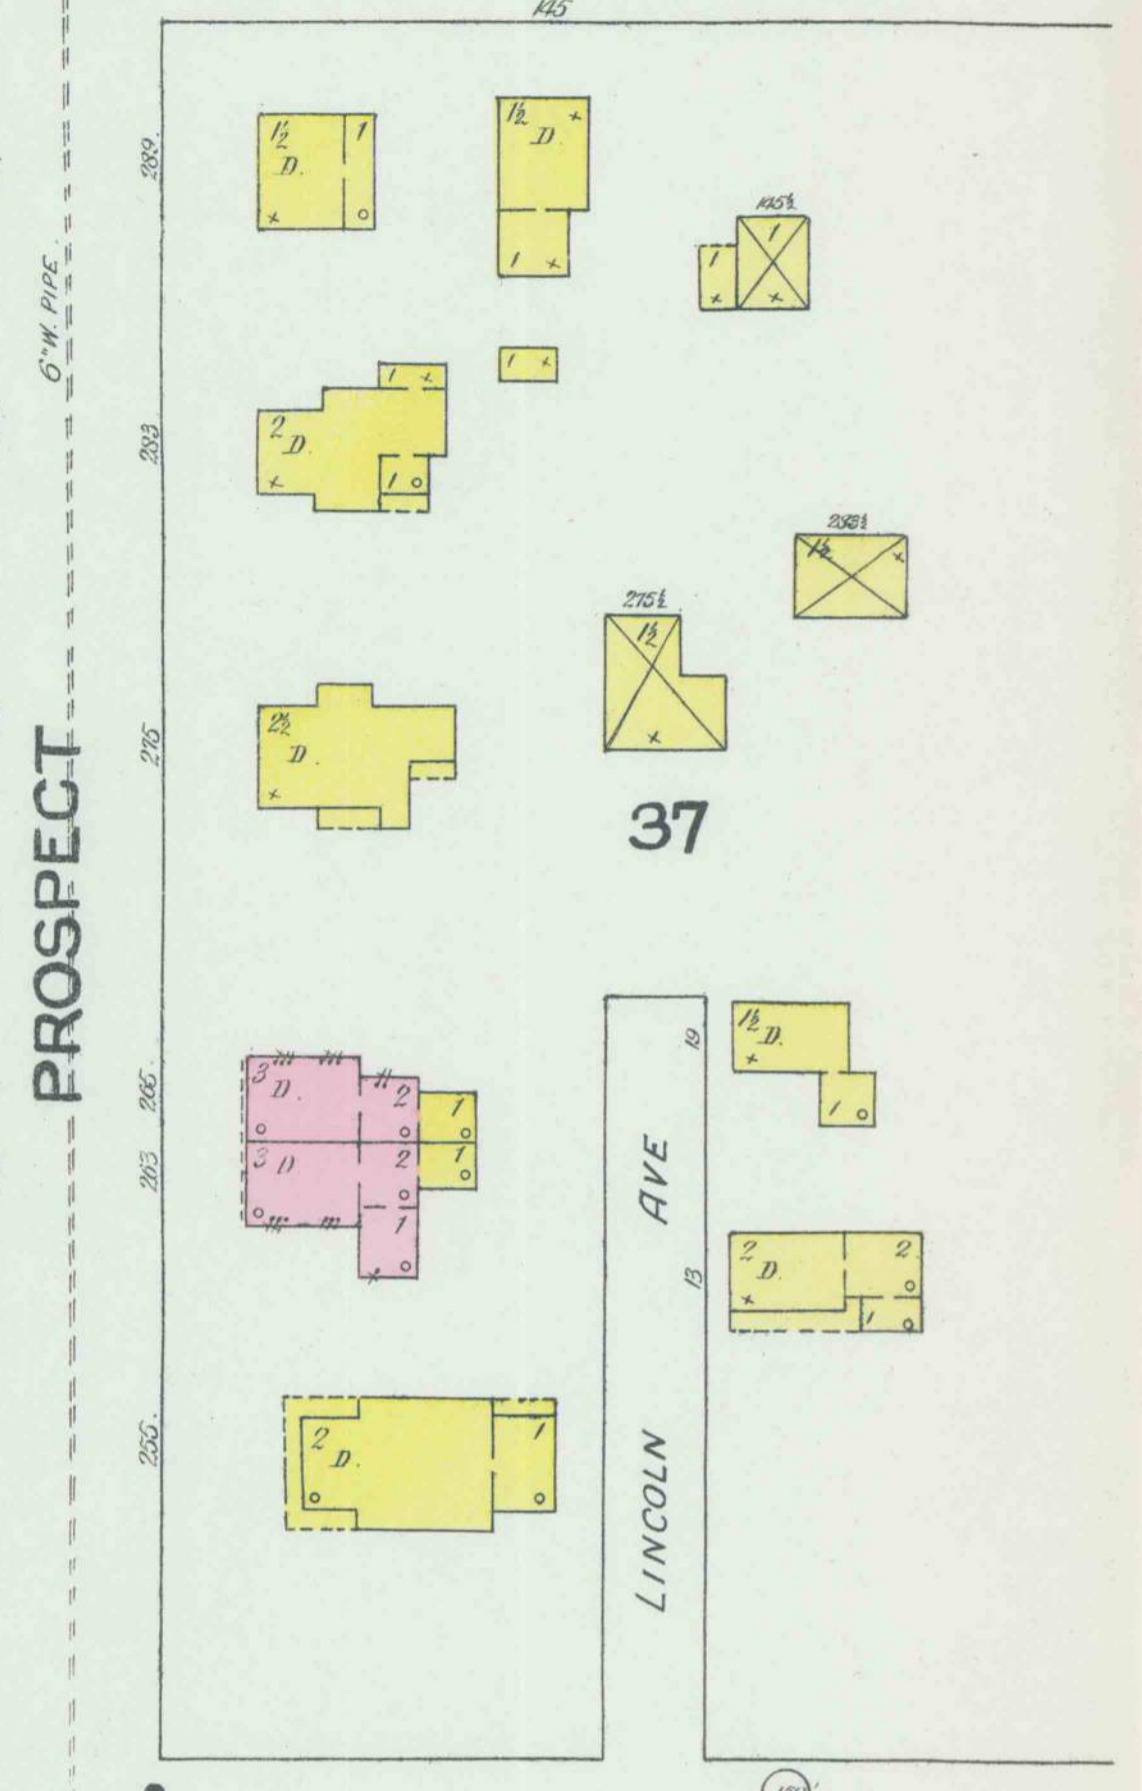 145
289.
6" W. PIPE.
1½ D. 1
1½ D.
1
145½
1
1
1
283
2 D.
1
1
283½
1½
275½
1½
PROSPECT
275
2½ D.
37
265.
263
3 D. 2 1
3 D 2 1
1
LINCOLN AVE
19
1½ D.
1
13
2 D. 2
1
255.
2 D. 1